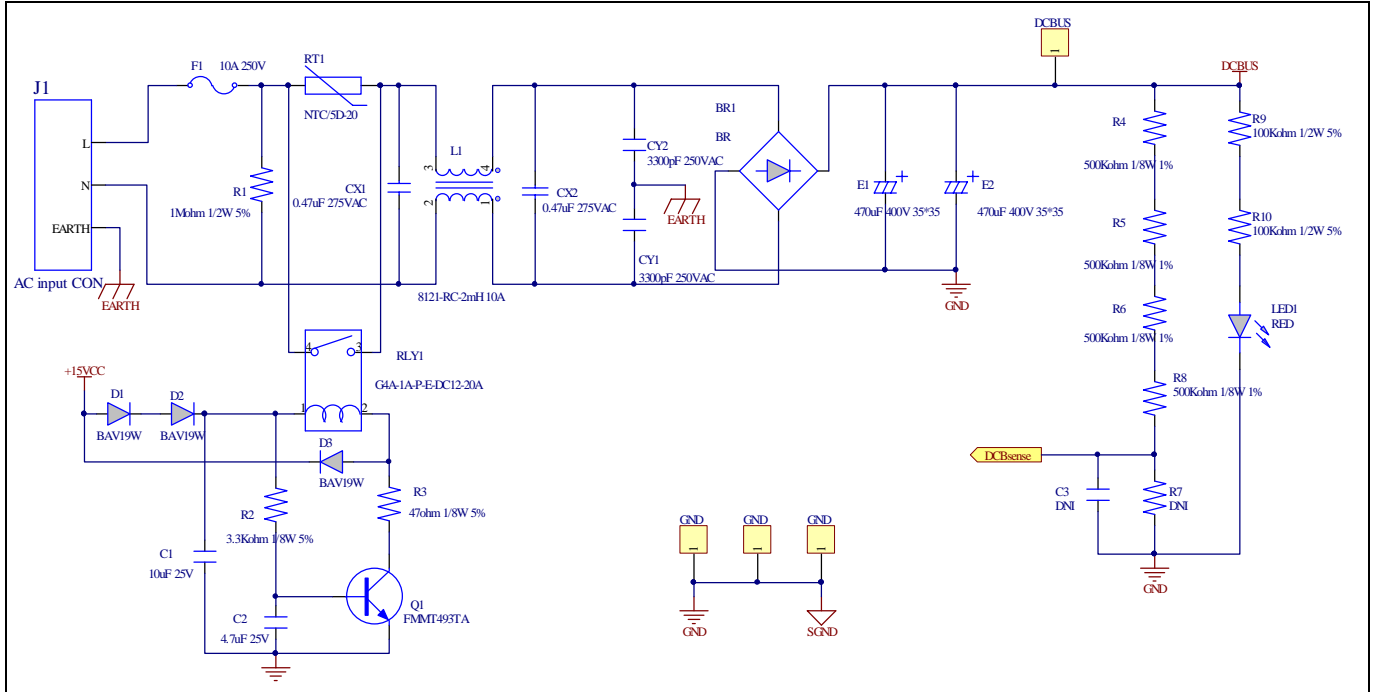 DCBUS
1
F1 10A 250V
RT1
NTC/5D-20
J1
L
N
EARTH
AC input CON
EARTH
R1
1Mohm 1/2W 5%
CX1
0.47uF 275VAC
L1
3
4
2
1
8121-RC-2mH 10A
CX2
0.47uF 275VAC
CY2
3300pF 250VAC
EARTH
CY1
3300pF 250VAC
BR1
BR
E1
470uF 400V 35*35
E2
470uF 400V 35*35
GND
DCBUS
R4
500Kohm 1/8W 1%
R5
500Kohm 1/8W 1%
R6
500Kohm 1/8W 1%
R8
500Kohm 1/8W 1%
R9
100Kohm 1/2W 5%
R10
100Kohm 1/2W 5%
LED1
RED
DCBsense
C3
DNI
R7
DNI
GND
4
3
RLY1
G4A-1A-P-E-DC12-20A
1
2
+15VCC
D1
BAV19W
D2
BAV19W
D3
BAV19W
R2
3.3Kohm 1/8W 5%
R3
47ohm 1/8W 5%
C1
10uF 25V
C2
4.7uF 25V
Q1
FMMT493TA
GND
GND
GND
1
1
1
GND
SGND